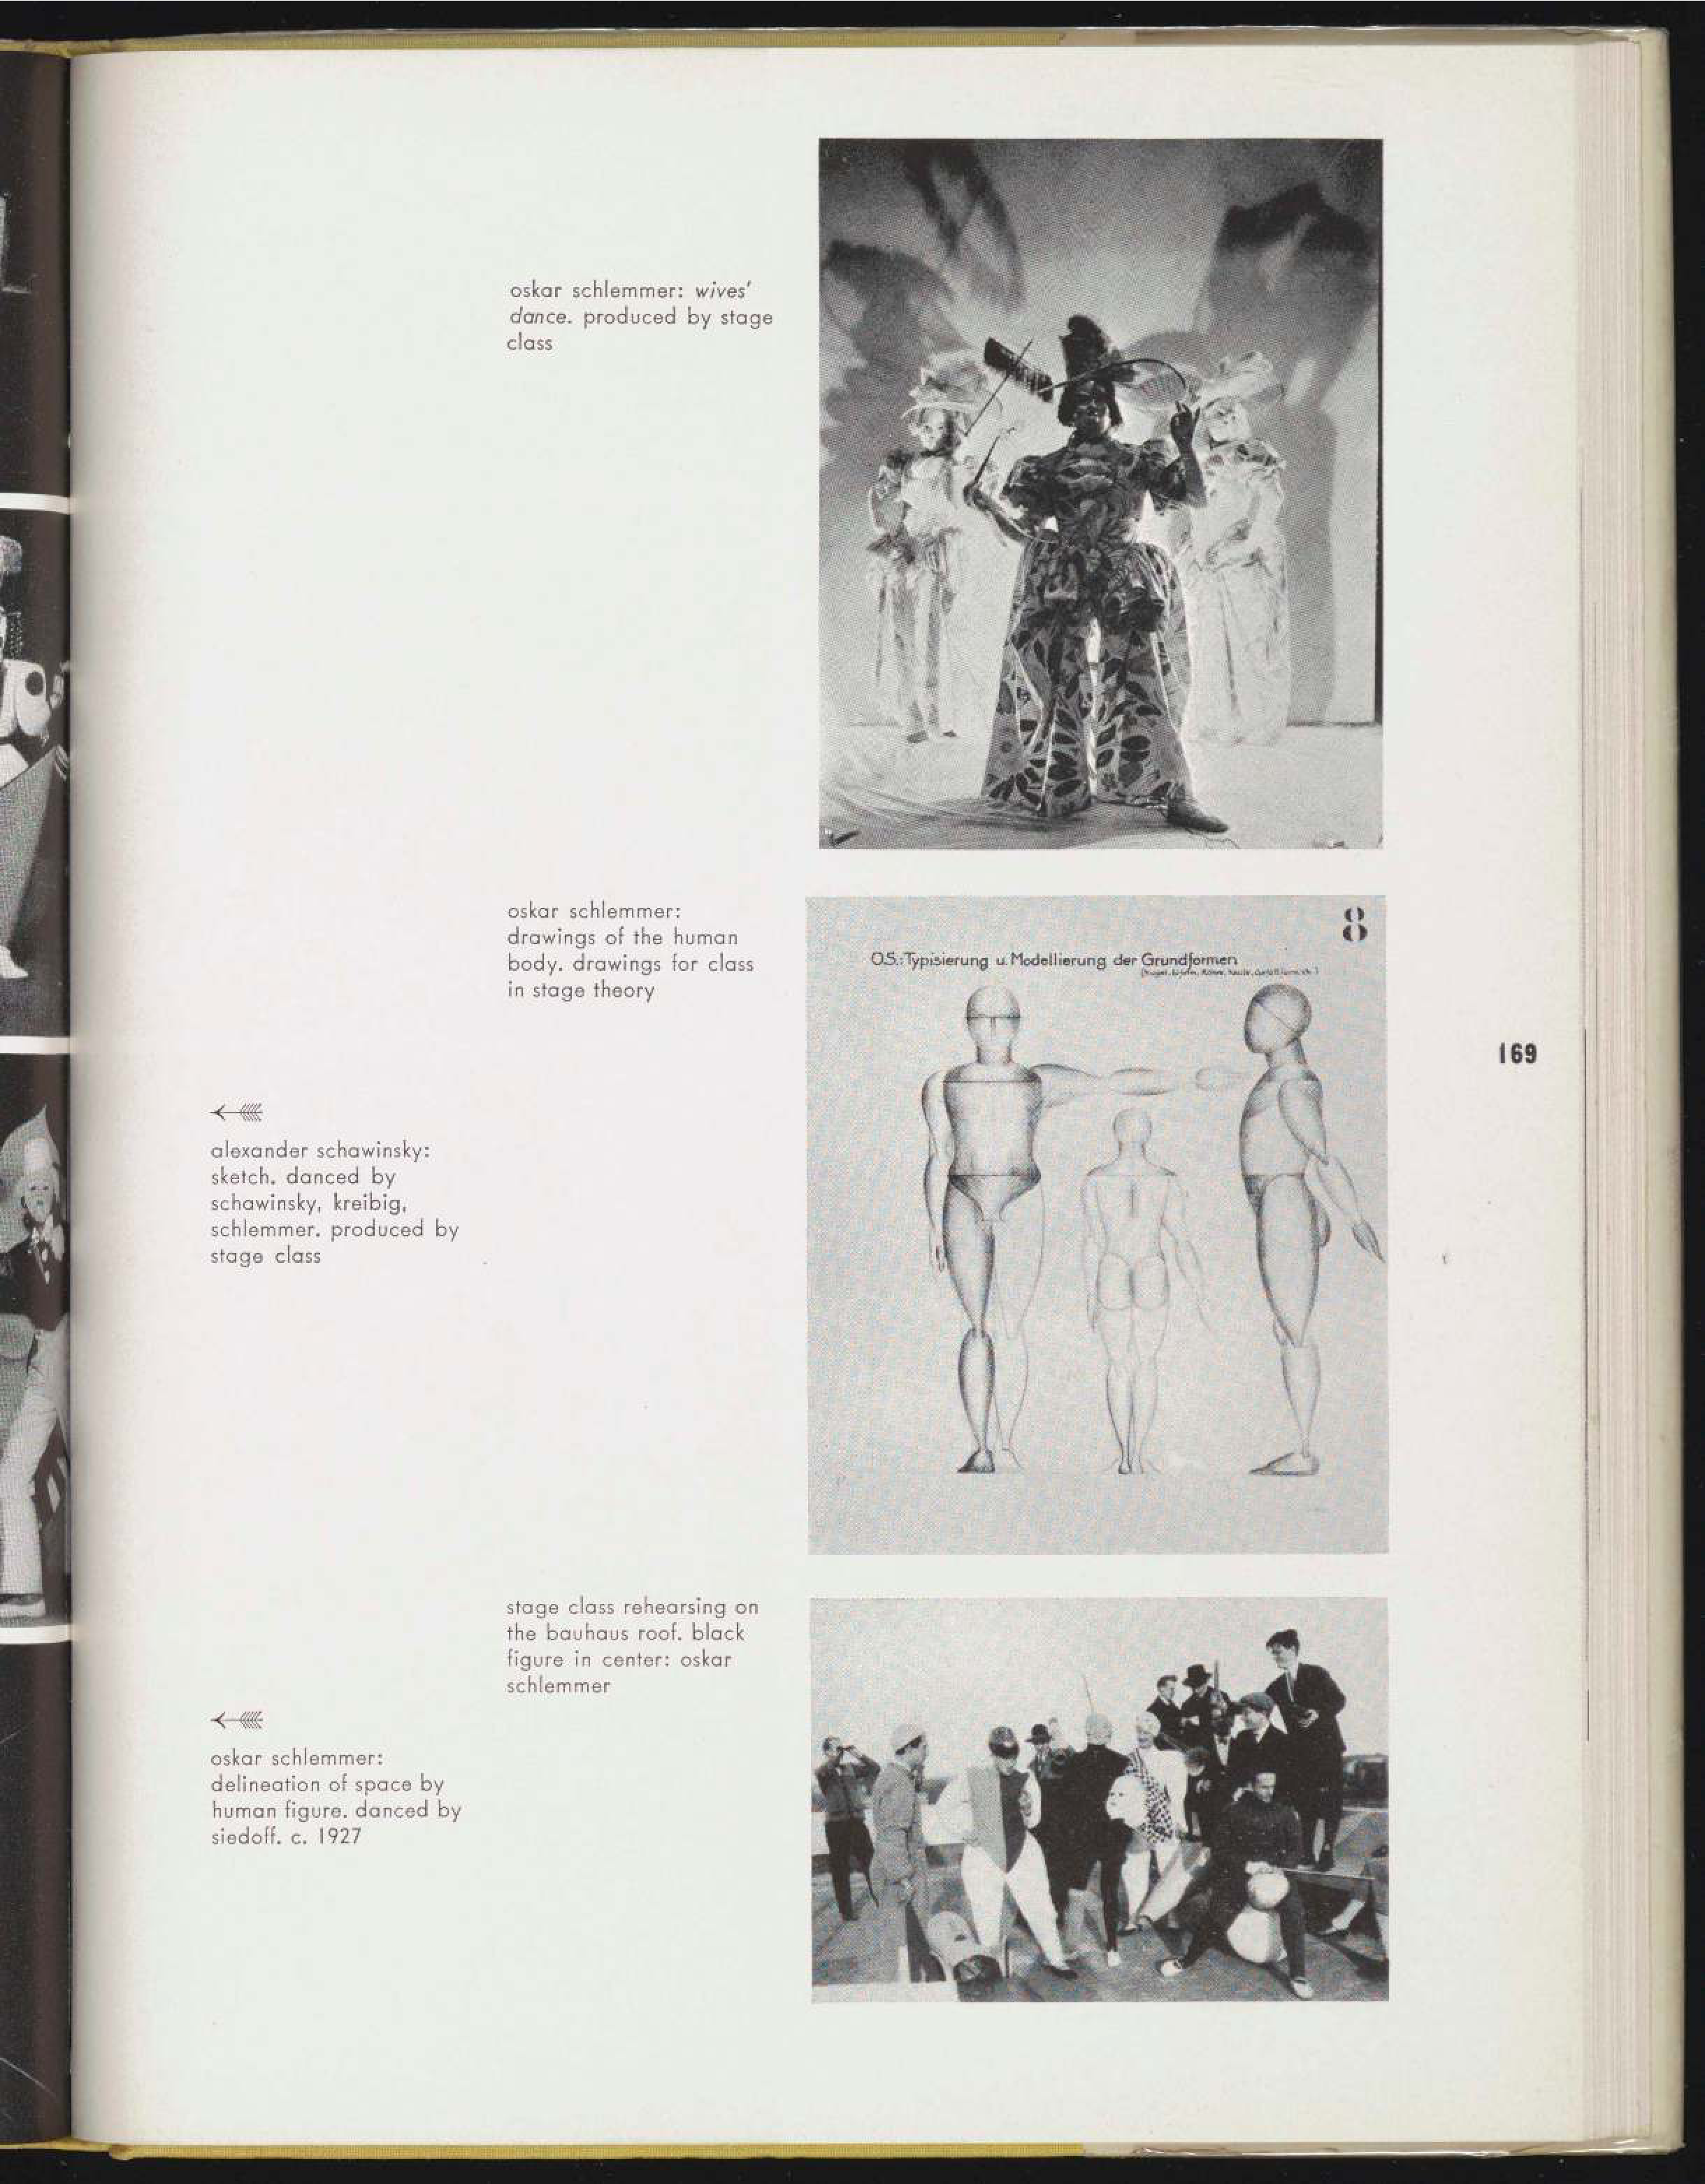 oskar schlemmer: wives'
dance. produced by stage
class
oskar schlemmer:
drawings of the human
body. drawings for class
in stage theory
8
O.S.: Typisierung u. Modellierung der Grundformen
169
alexander schawinsky:
sketch. danced by
schawinsky, kreibig,
schlemmer. produced by
stage class
stage class rehearsing on
the bauhaus roof. black
figure in center: oskar
schlemmer
oskar schlemmer:
delineation of space by
human figure. danced by
siedoff. c. 1927